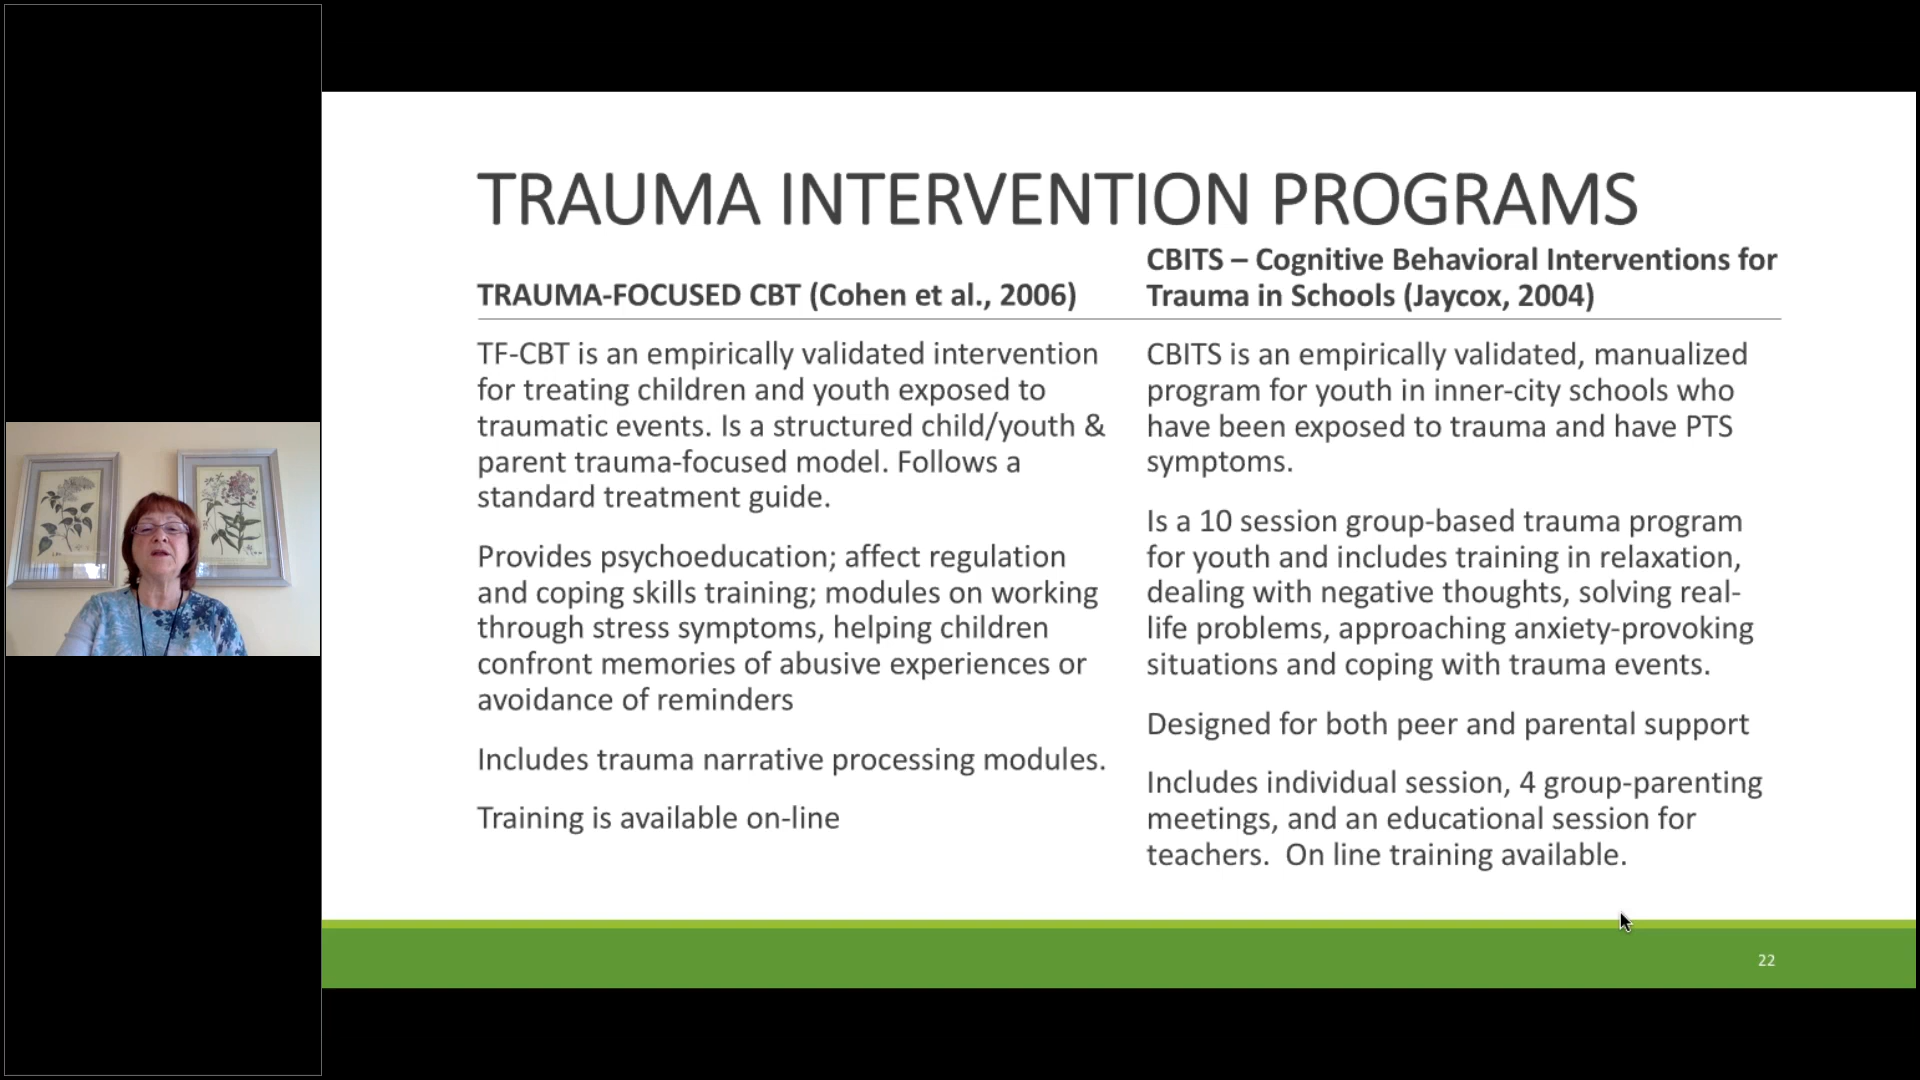 TRAUMA INTERVENTION PROGRAMS
TRAUMA-FOCUSED CBT (Cohen et al., 2006)
TF-CBT is an empirically validated intervention
for treating children and youth exposed to
traumatic events. Is a structured child/youth &
parent trauma-focused model. Follows a
standard treatment guide.
Provides psychoeducation; affect regulation
and coping skills training; modules on working
through stress symptoms, helping children
confront memories of abusive experiences or
avoidance of reminders
Includes trauma narrative processing modules.
Training is available on-line
CBITS – Cognitive Behavioral Interventions for
Trauma in Schools (Jaycox, 2004)
CBITS is an empirically validated, manualized
program for youth in inner-city schools who
have been exposed to trauma and have PTS
symptoms.
Is a 10 session group-based trauma program
for youth and includes training in relaxation,
dealing with negative thoughts, solving real-
life problems, approaching anxiety-provoking
situations and coping with trauma events.
Designed for both peer and parental support
Includes individual session, 4 group-parenting
meetings, and an educational session for
teachers.  On line training available.
22